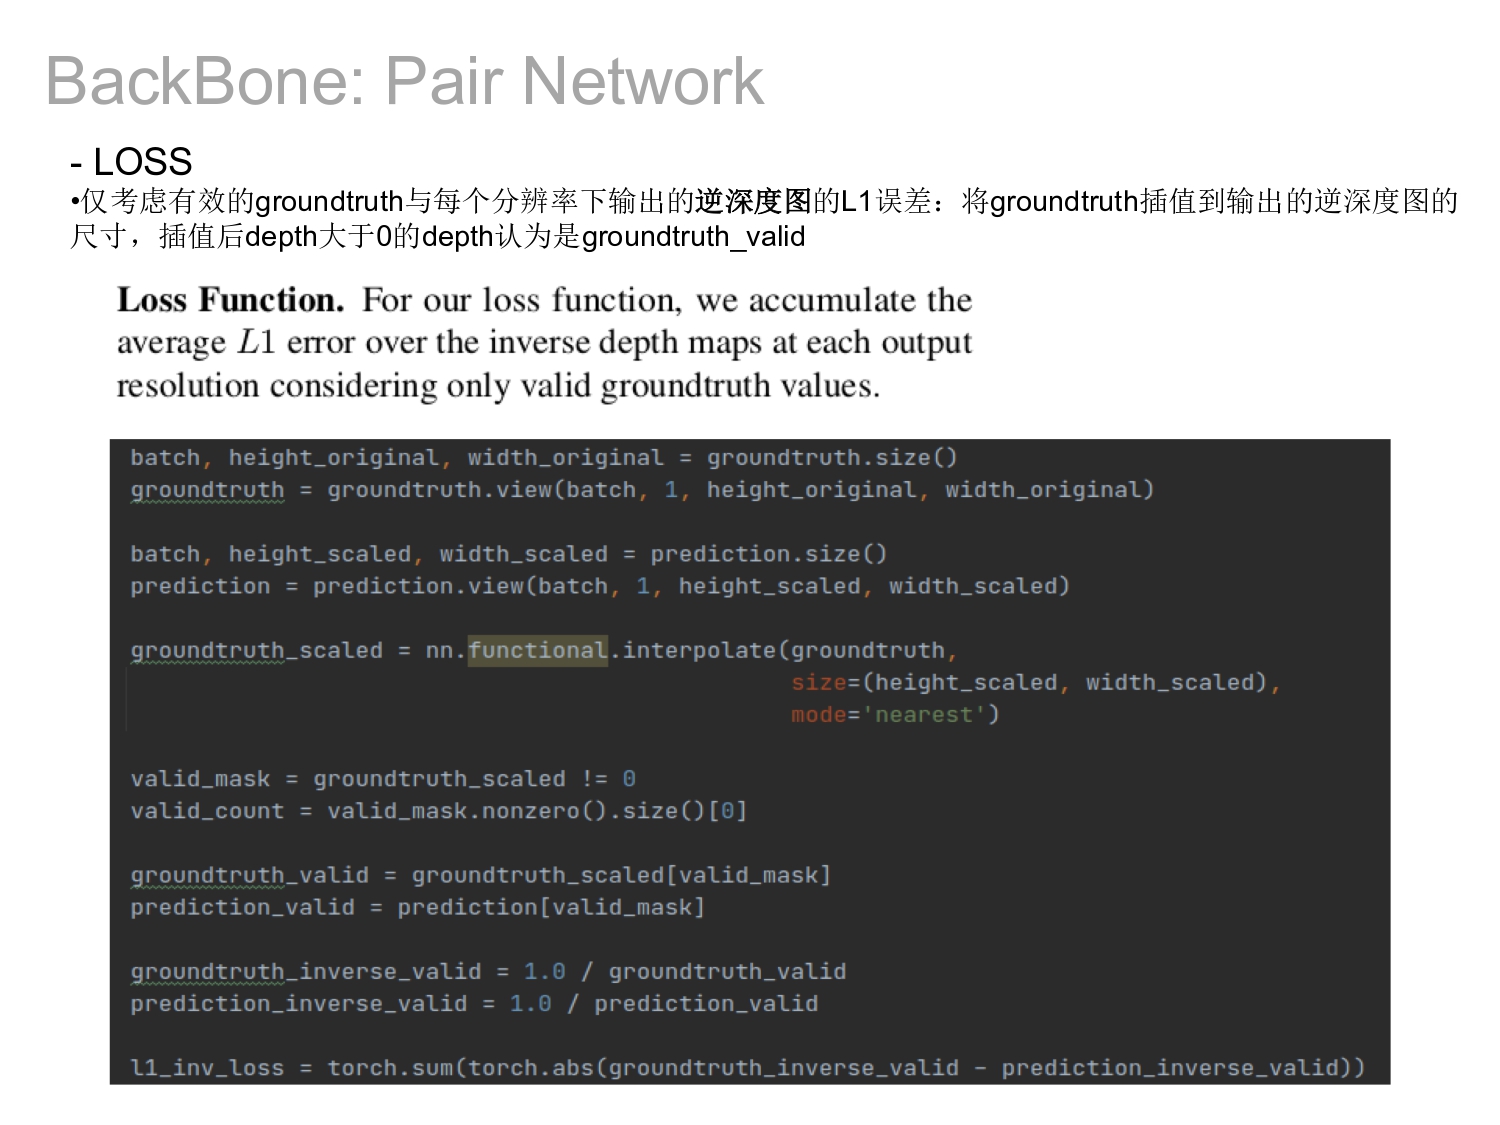 BackBone: Pair Network
- LOSS
•仅考虑有效的groundtruth与每个分辨率下输出的逆深度图的L1误差：将groundtruth插值到输出的逆深度图的
尺寸，插值后depth大于0的depth认为是groundtruth_valid
Loss Function. For our loss function, we accumulate the
average L1 error over the inverse depth maps at each output
resolution considering only valid groundtruth values.
batch, height_original, width_original = groundtruth.size()
groundtruth = groundtruth.view(batch, 1, height_original, width_original)
batch, height_scaled, width_scaled = prediction.size()
prediction = prediction.view(batch, 1, height_scaled, width_scaled)
groundtruth_scaled = nn.functional.interpolate(groundtruth,
size=(height_scaled, width_scaled),
mode='nearest')
valid_mask = groundtruth_scaled != 0
valid_count = valid_mask.nonzero().size()[0]
groundtruth_valid = groundtruth_scaled[valid_mask]
prediction_valid = prediction[valid_mask]
groundtruth_inverse_valid = 1.0 / groundtruth_valid
prediction_inverse_valid = 1.0 / prediction_valid
l1_inv_loss = torch.sum(torch.abs(groundtruth_inverse_valid - prediction_inverse_valid))